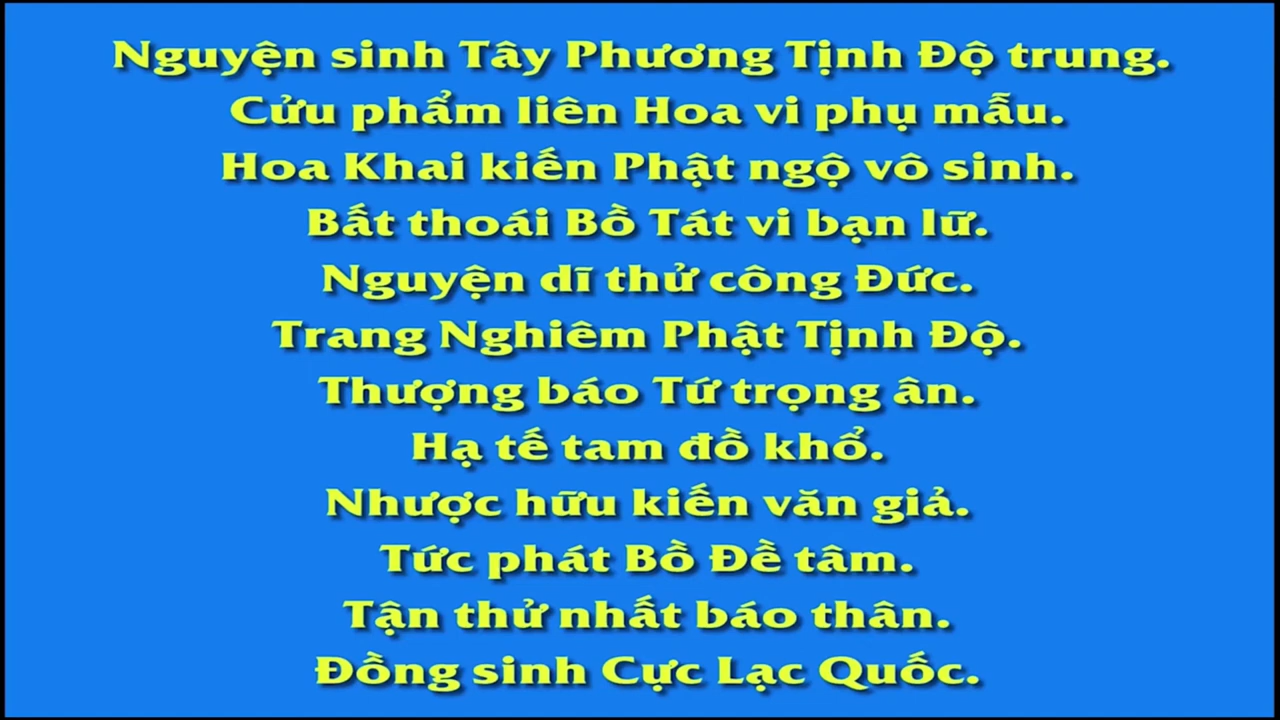 Nguyện sinh Tây Phương Tịnh Độ trung.
Cửu phẩm liên Hoa vi phụ mẫu.
Hoa Khai kiến Phật ngộ vô sinh.
Bất thoái Bồ Tát vi bạn lữ.
Nguyện dĩ thử công Đức.
Trang Nghiêm Phật Tịnh Độ.
Thượng báo Tứ trọng ân.
Hạ tế tam đồ khổ.
Nhược hữu kiến văn giả.
Tức phát Bồ Đề tâm.
Tận thử nhất báo thân.
Đồng sinh Cực Lạc Quốc.